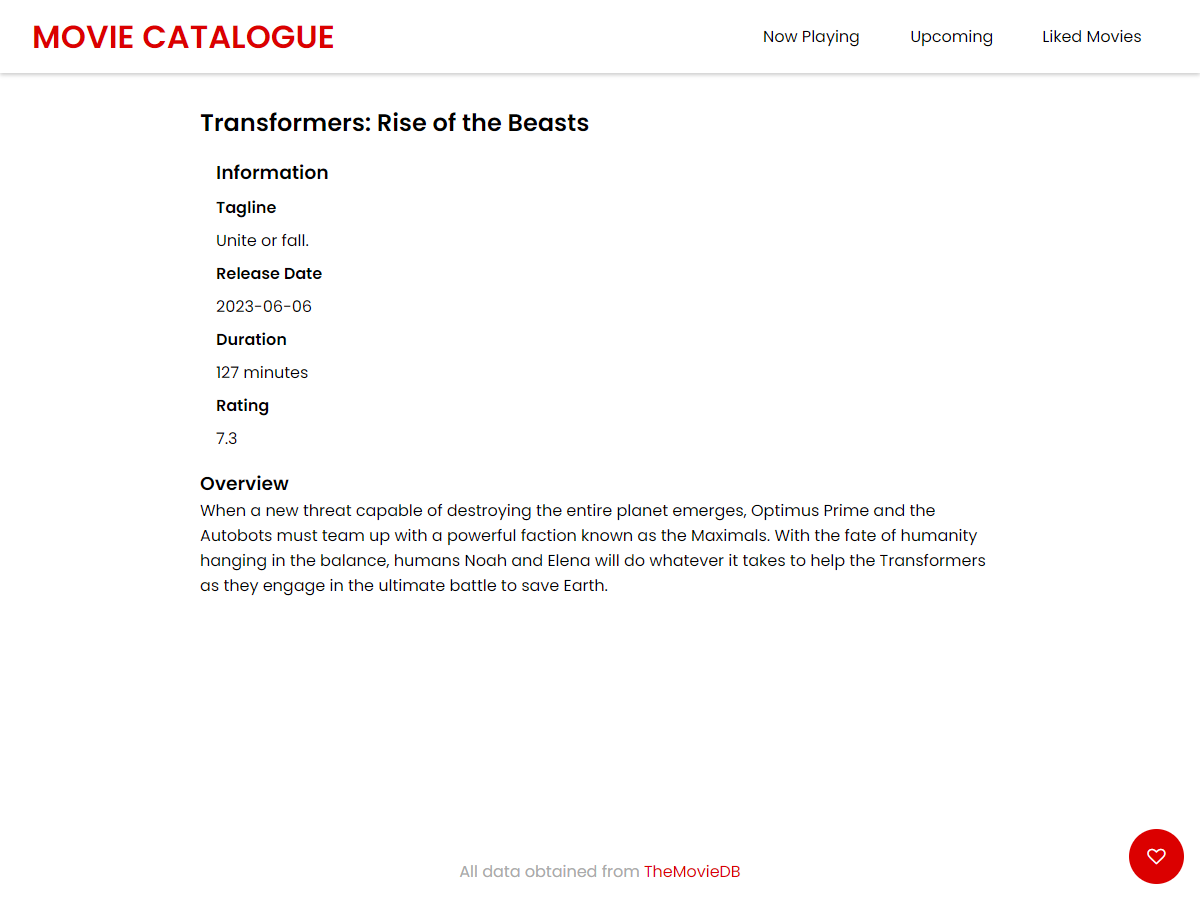 MOVIE CATALOGUE
Now Playing
Upcoming
Liked Movies
Transformers: Rise of the Beasts
Information
Tagline
Unite or fall.
Release Date
2023-06-06
Duration
127 minutes
Rating
7.3
Overview
When a new threat capable of destroying the entire planet emerges, Optimus Prime and the
Autobots must team up with a powerful faction known as the Maximals. With the fate of humanity
hanging in the balance, humans Noah and Elena will do whatever it takes to help the Transformers
as they engage in the ultimate battle to save Earth.
All data obtained from TheMovieDB